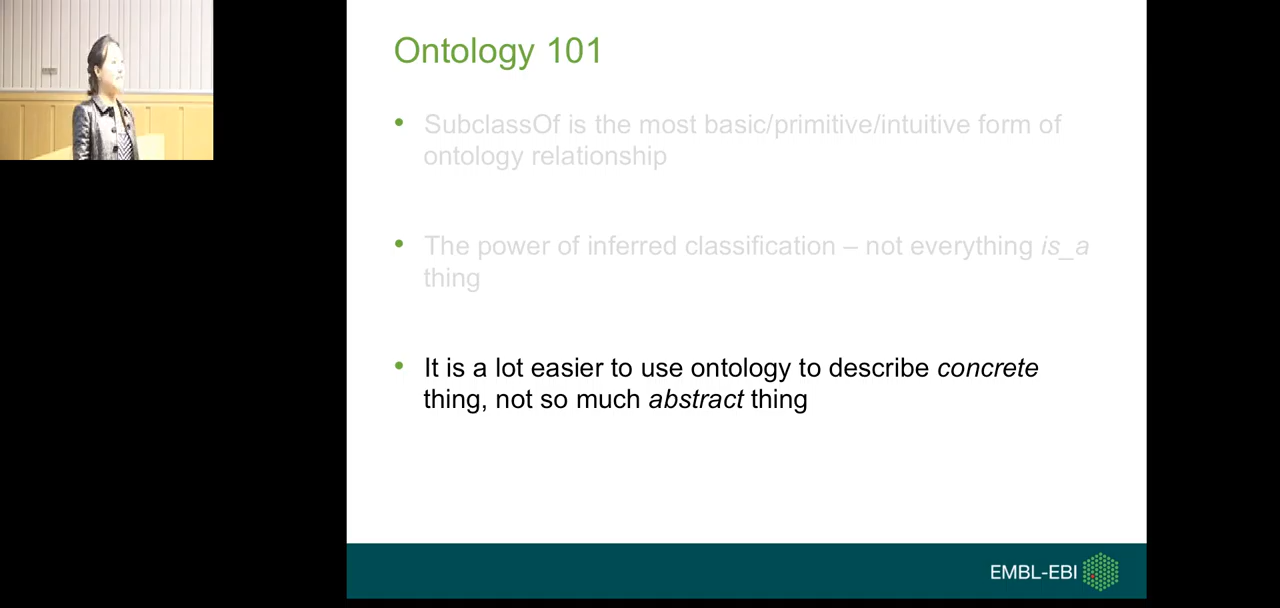 Ontology 101
• SubclassOf is the most basic/primitive/intuitive form of
ontology relationship
• The power of inferred classification – not everything is_a
thing
• It is a lot easier to use ontology to describe concrete
thing, not so much abstract thing
EMBL-EBI